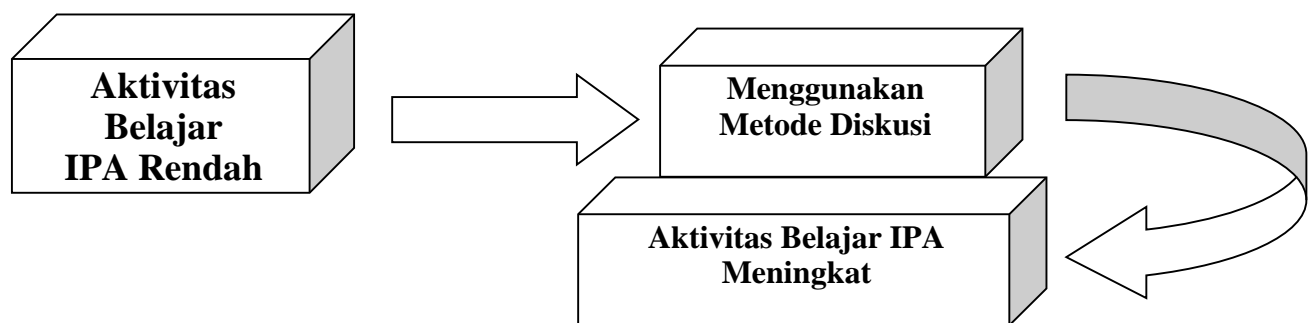 Aktivitas
Belajar
IPA Rendah
Menggunakan
Metode Diskusi
Aktivitas Belajar IPA
Meningkat